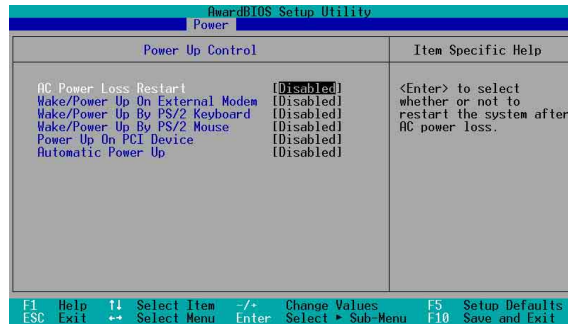 AwardBIOS Setup Utility
Power
Power Up Control
Item Specific Help
AC Power Loss Restart [Disabled]
Wake/Power Up On External Modem [Disabled]
Wake/Power Up By PS/2 Keyboard [Disabled]
Wake/Power Up By PS/2 Mouse [Disabled]
Power Up On PCI Device [Disabled]
Automatic Power Up [Disabled]
<Enter> to select
whether or not to
restart the system after
AC power loss.
F1 Help ↑↓ Select Item -/+ Change Values F5 Setup Defaults
ESC Exit ↔ Select Menu Enter Select ► Sub-Menu F10 Save and Exit